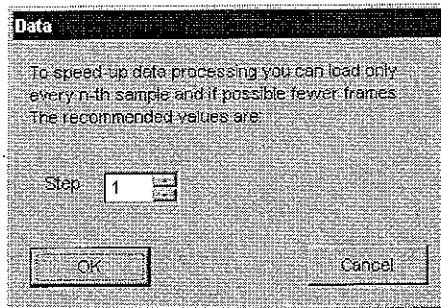 Data
To speed-up data processing you can load only
every n-th sample and if possible fewer frames
The recommended values are:
Step 1
OK Cancel